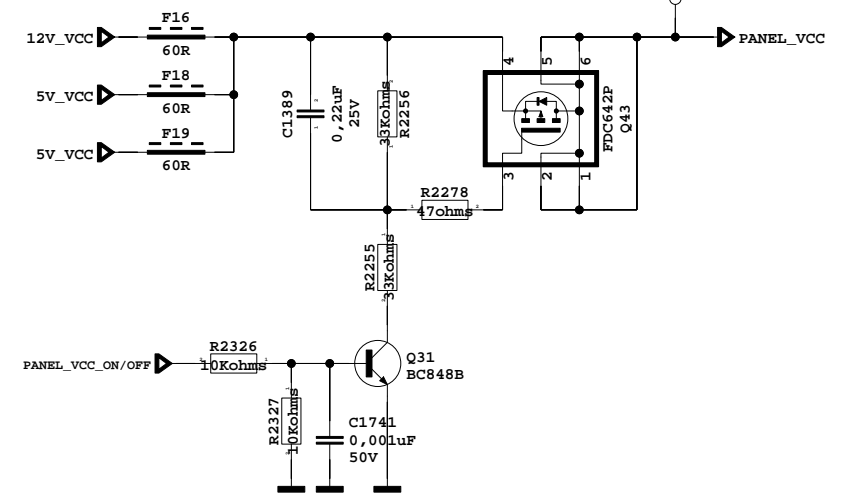 F16
12V_VCC
60R
PANEL_VCC
F18
5V_VCC
60R
F19
5V_VCC
60R
C1389
0,22uF
25V
33Kohms
R2256
4
5
6
FDC642P
Q43
3
2
1
R2278
1 47ohms 2
R2255
33Kohms
R2326
PANEL_VCC_ON/OFF
10Kohms
Q31
BC848B
R2327
10Kohms
C1741
0,001uF
50V